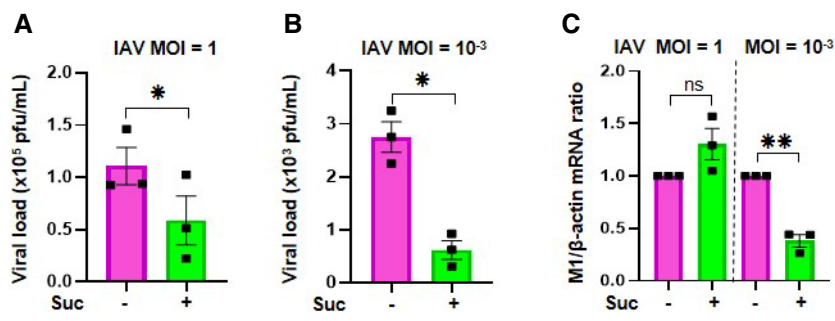 A
IAV MOI = 1
Viral load (x10⁵ pfu/mL)
2.0
1.5
1.0
0.5
0.0
*
Suc - +
B
IAV MOI = 10⁻³
Viral load (x10³ pfu/mL)
4
3
2
1
0
*
Suc - +
C
IAV MOI = 1 MOI = 10⁻³
M1/β-actin mRNA ratio
2.0
1.5
1.0
0.5
0.0
ns
**
Suc - + - +